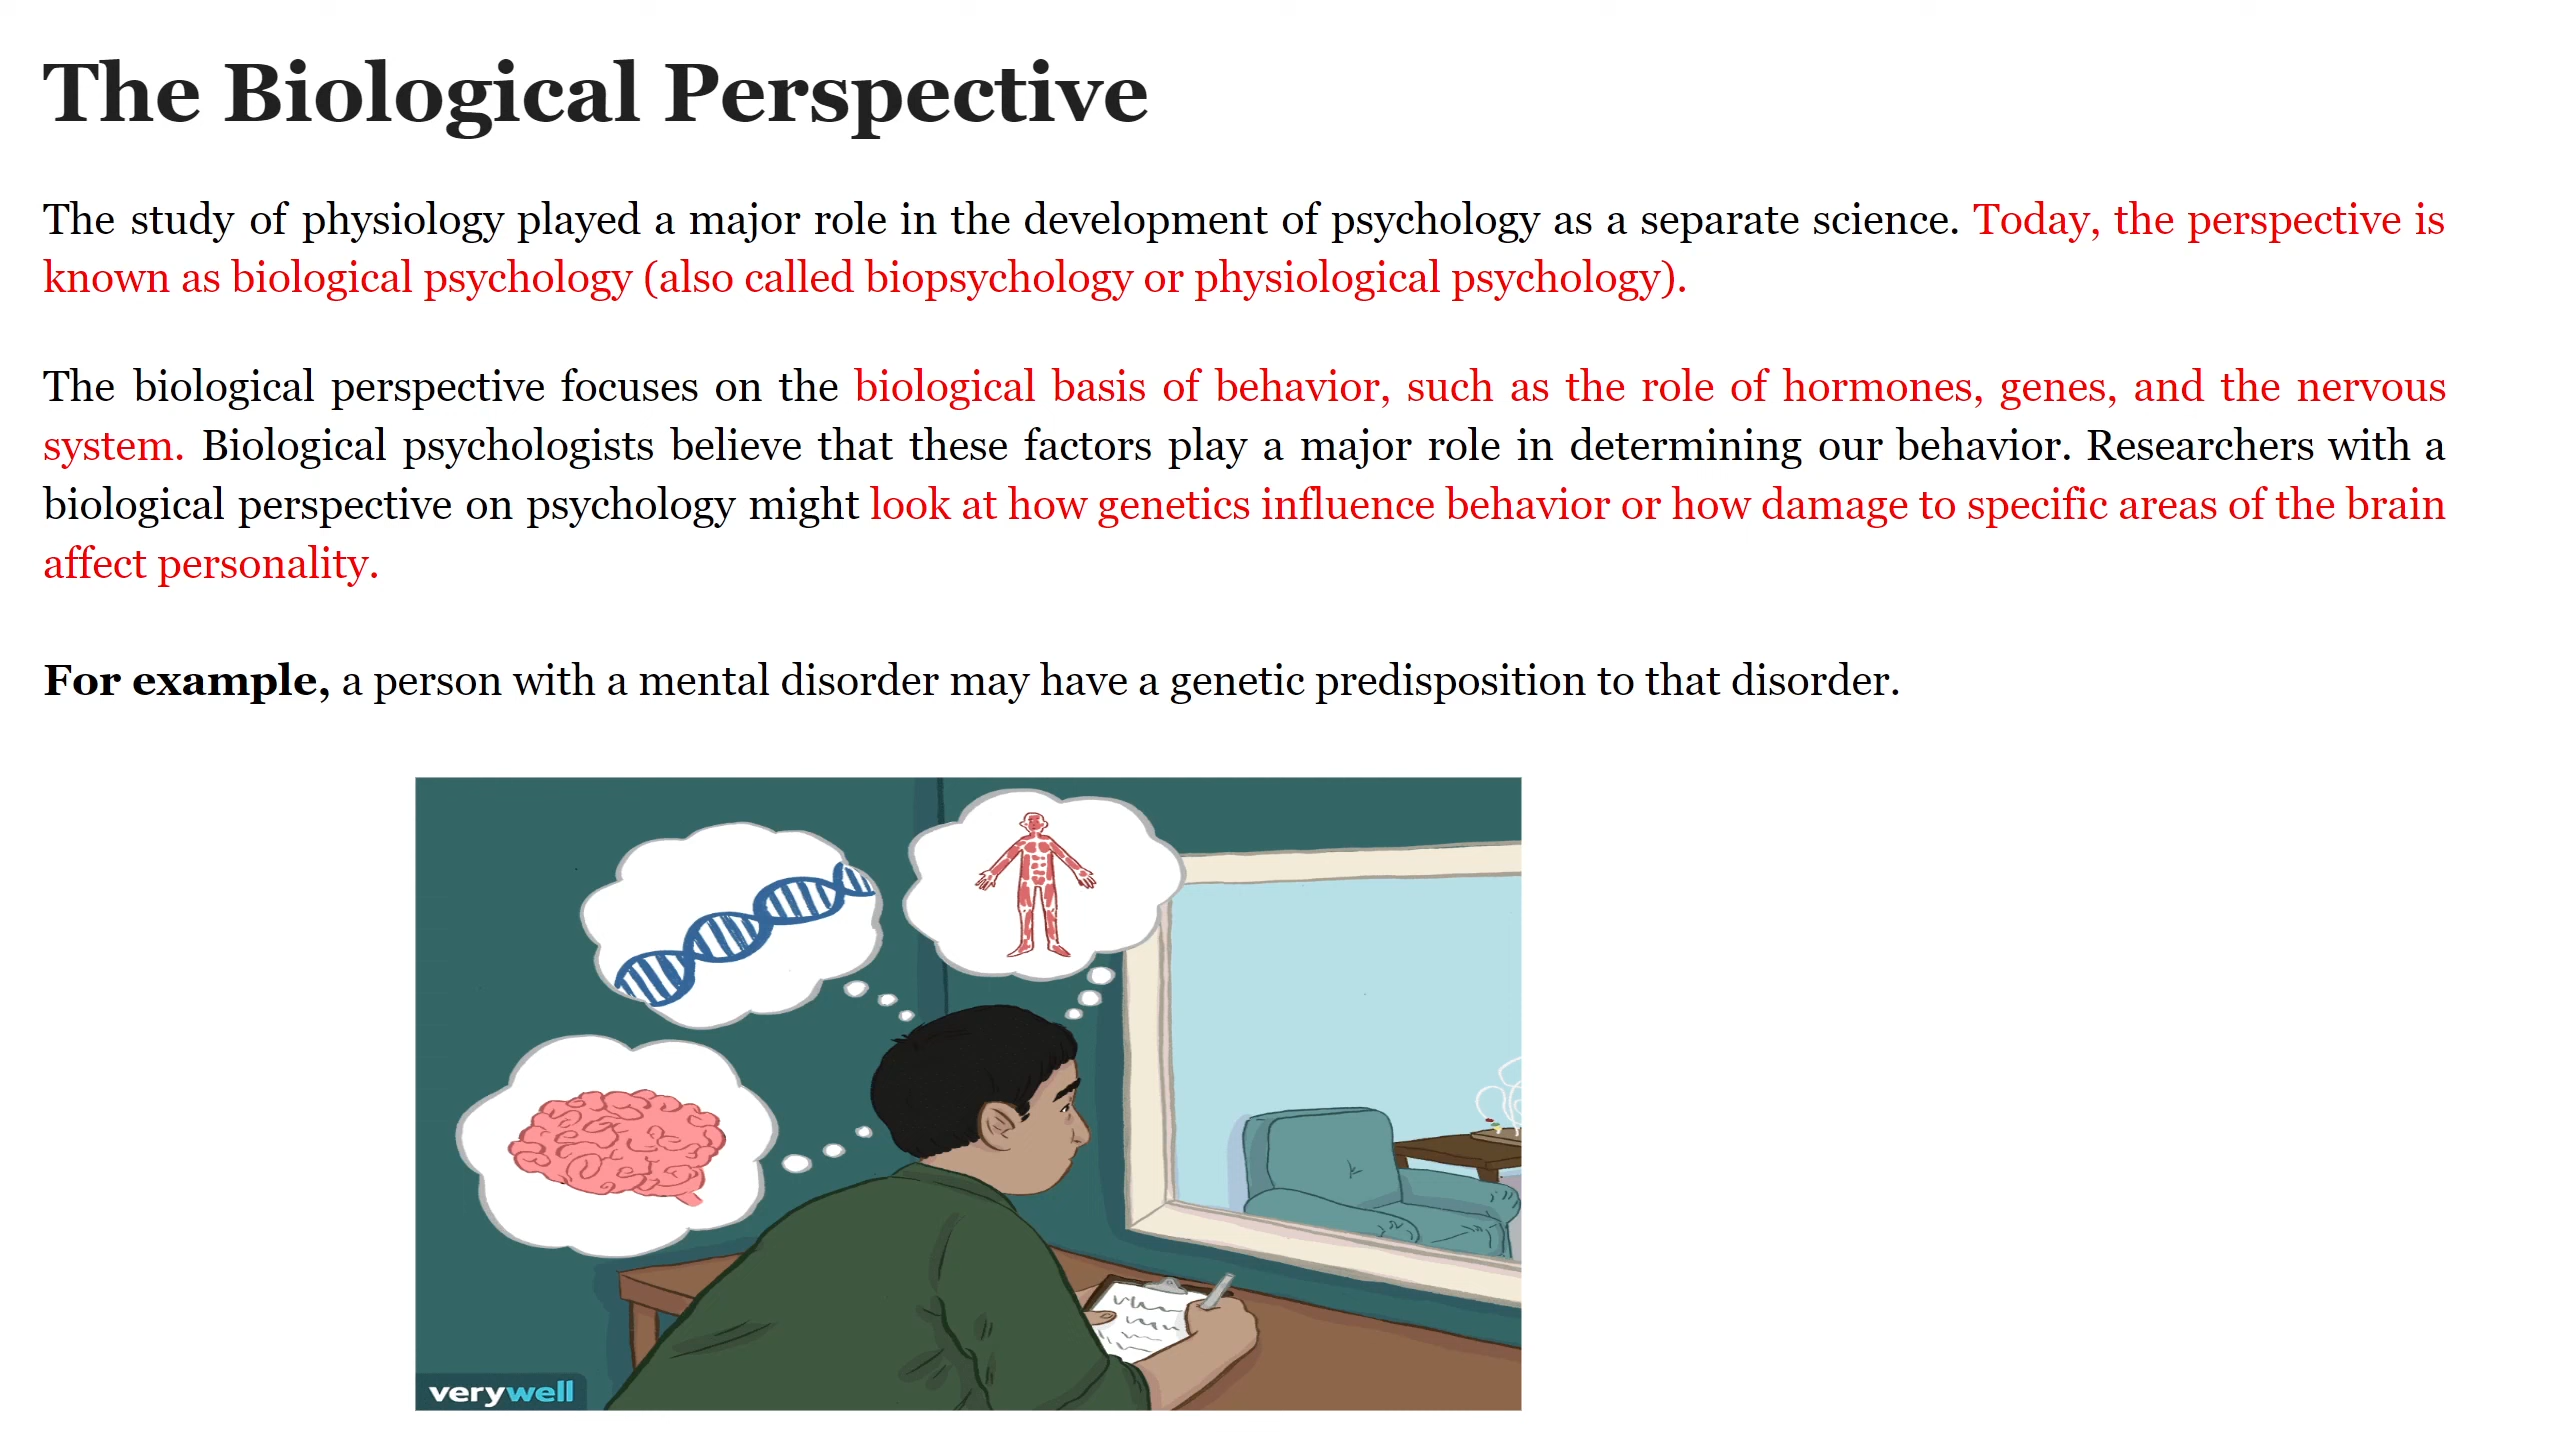 The Biological Perspective
The study of physiology played a major role in the development of psychology as a separate science. Today, the perspective is
known as biological psychology (also called biopsychology or physiological psychology).
The biological perspective focuses on the biological basis of behavior, such as the role of hormones, genes, and the nervous
system. Biological psychologists believe that these factors play a major role in determining our behavior. Researchers with a
biological perspective on psychology might look at how genetics influence behavior or how damage to specific areas of the brain
affect personality.
For example, a person with a mental disorder may have a genetic predisposition to that disorder.
verywell